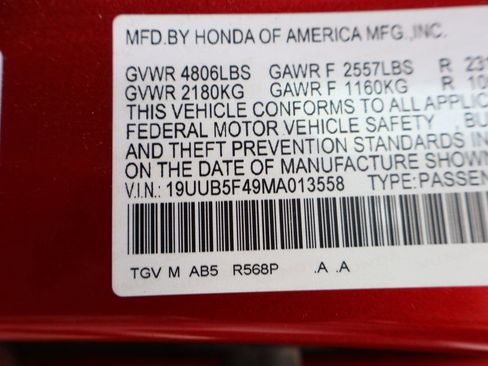 MFD.BY HONDA OF AMERICA MFG.,INC.
GVWR 4806LBS GAWR F 2557LBS R
GVWR 2180KG GAWR F 1160KG R
THIS VEHICLE CONFORMS TO ALL
FEDERAL MOTOR VEHICLE SAFETY
AND THEFT PREVENTION STANDARDS
ON THE DATE OF MANUFACTURE
V.I.N.: 19UUB5F49MA013558 TYPE:
TGV M AB5 R568P .A .A